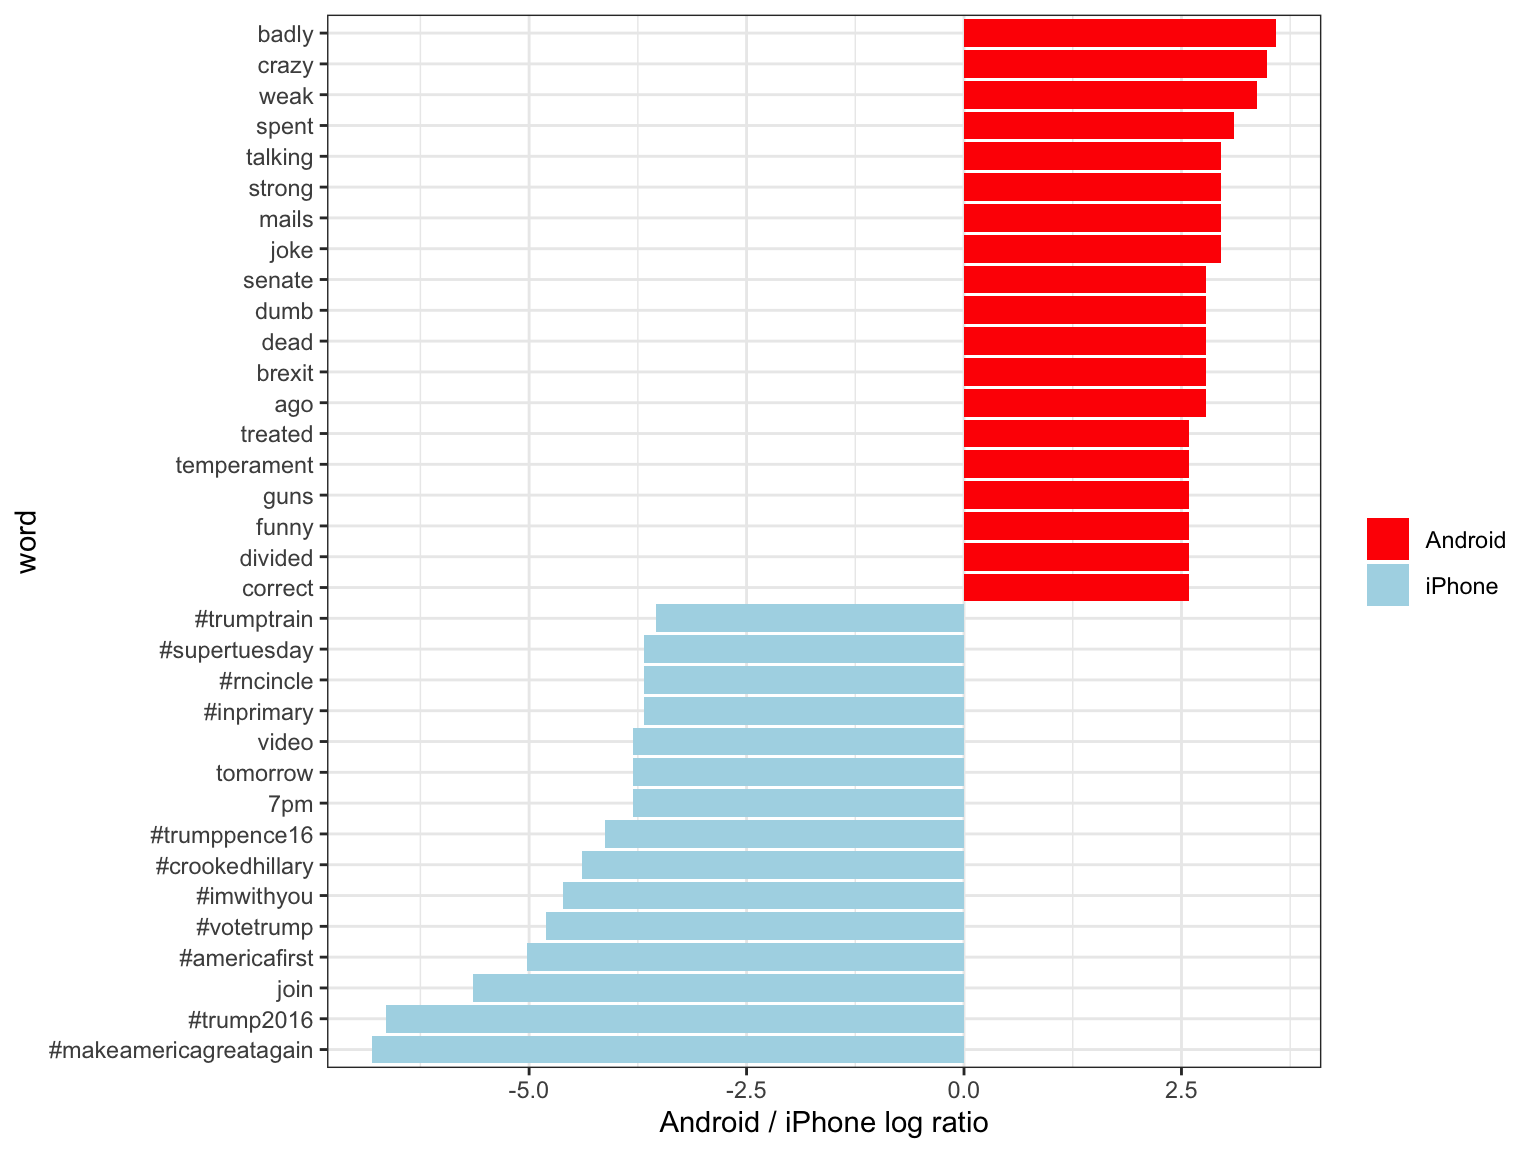 badly
crazy
weak
spent
talking
strong
mails
joke
senate
dumb
dead
brexit
ago
treated
temperament
guns
funny
divided
correct
#trumptrain
#supertuesday
#rncincle
#inprimary
video
tomorrow
7pm
#trumppence16
#crookedhillary
#imwithyou
#votetrump
#americafirst
join
#trump2016
#makeamericagreatagain
word
-5.0 -2.5 0.0 2.5
Android / iPhone log ratio
Android
iPhone